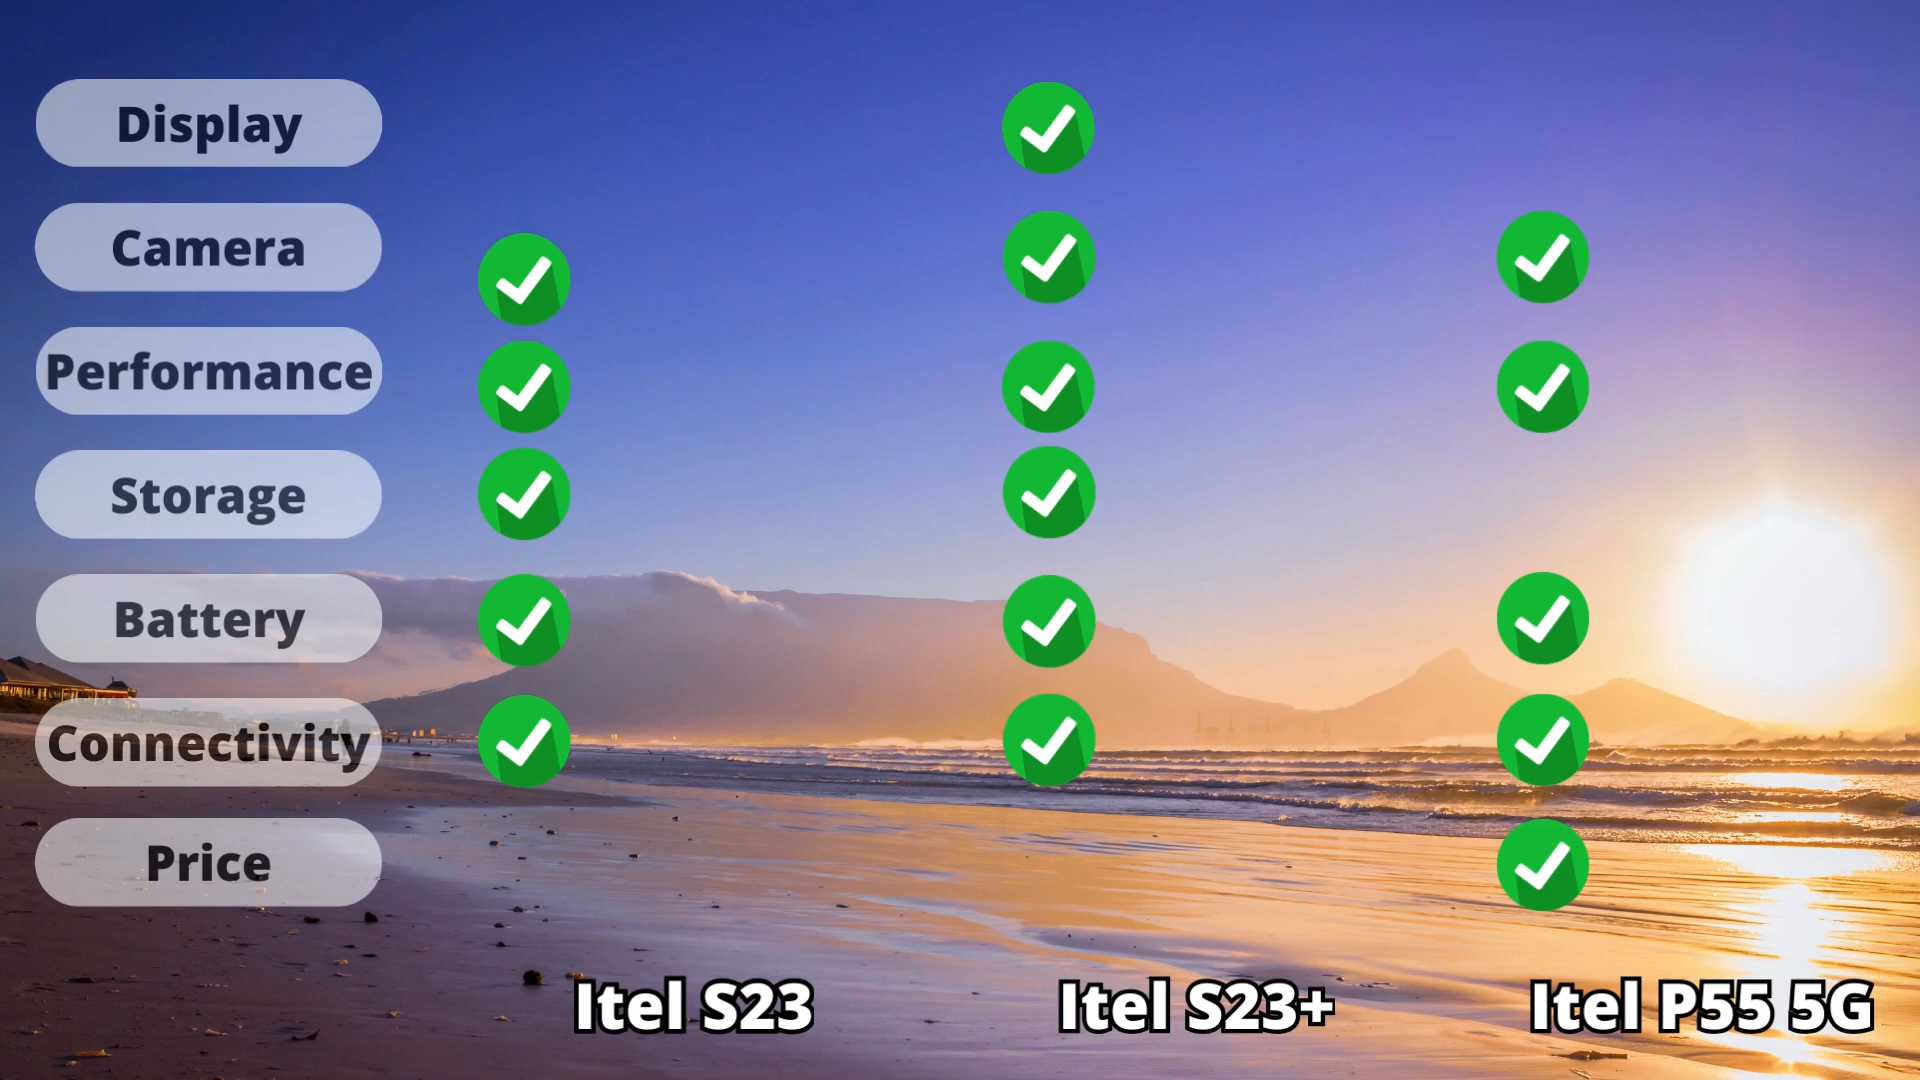 Display
Camera
Performance
Storage
Battery
Connectivity
Price
Itel S23
Itel S23+
Itel P55 5G